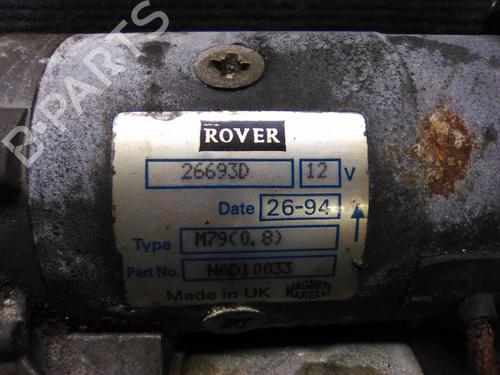 B-PARTS
ROVER
26693D 12 V
Date 26-94
Type M79(0.8)
Part No. NAD10033
Made in UK MAGNETI MARELLI